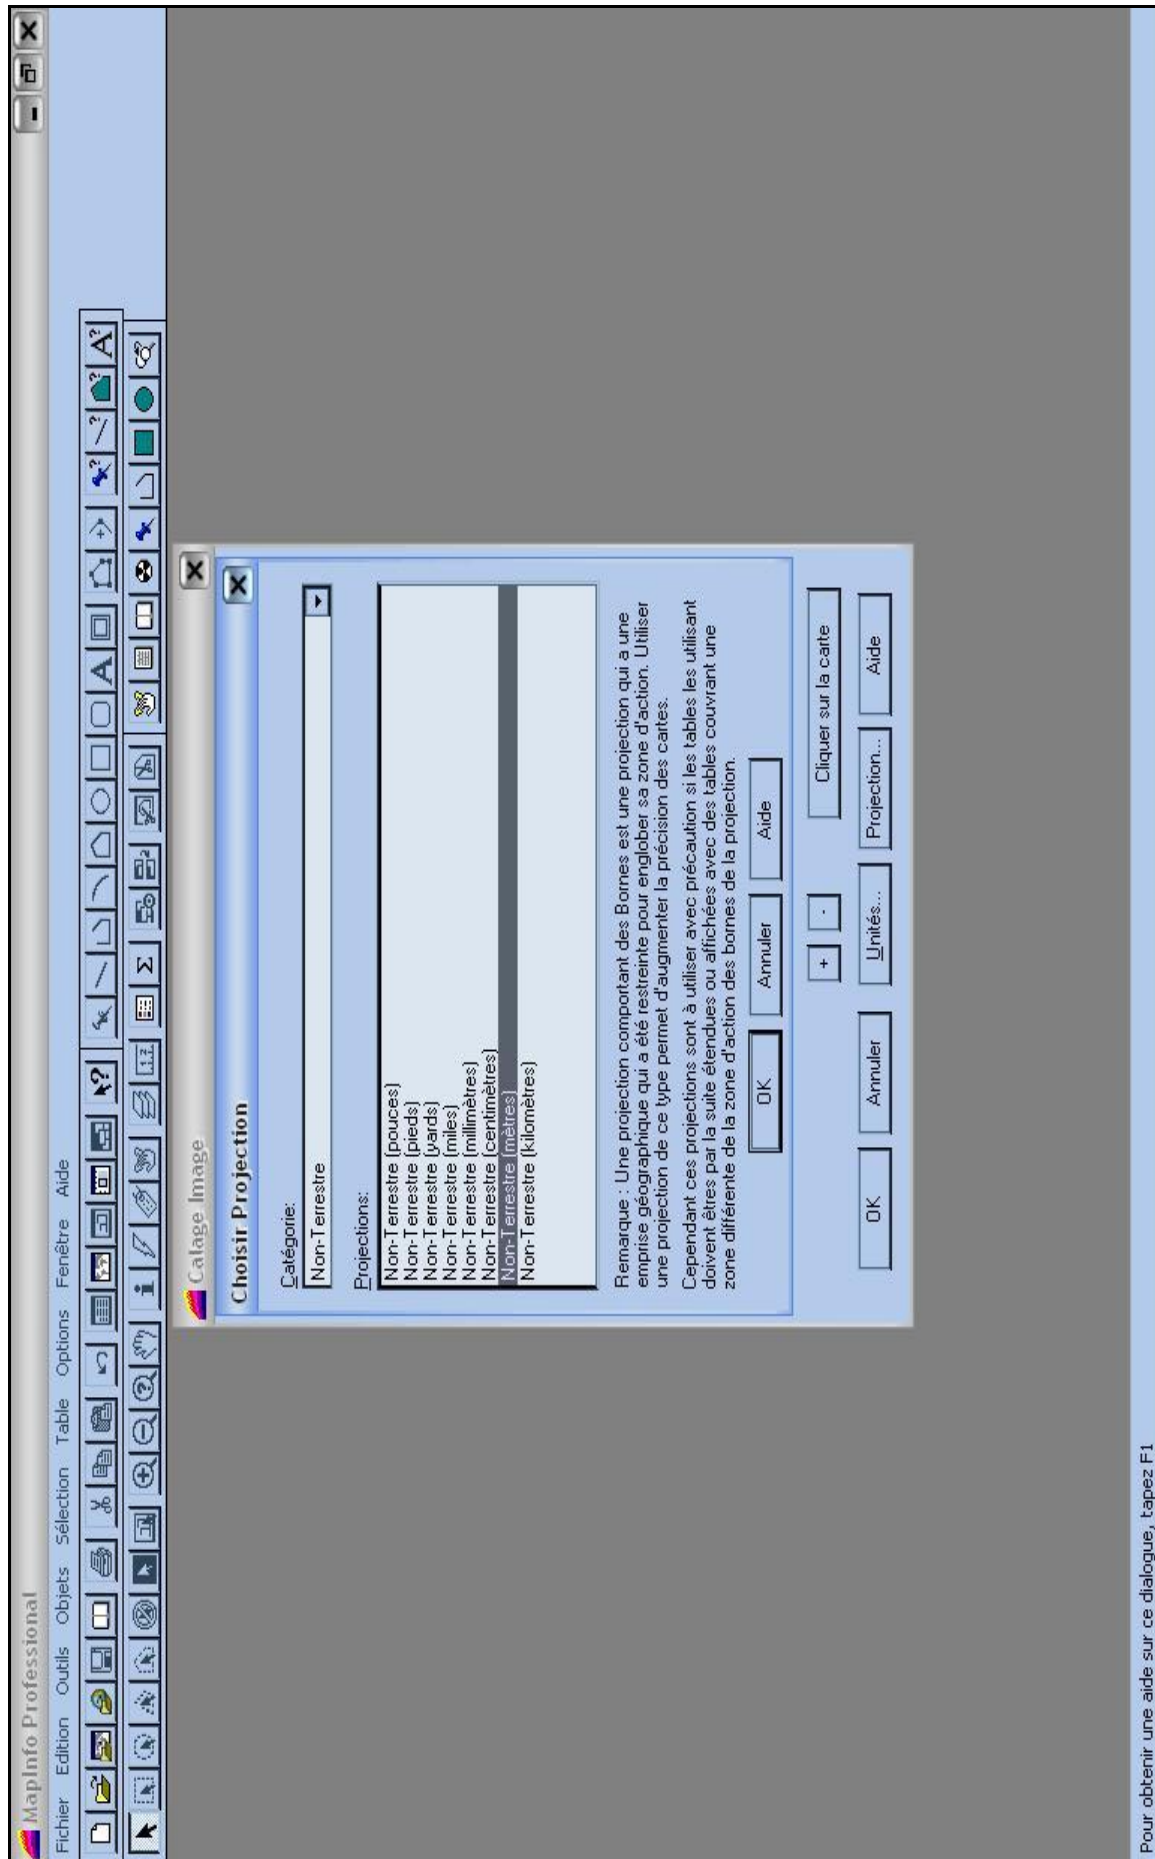 MapInfo Professional
Fichier Edition Outils Objets Sélection Table Options Fenêtre Aide
Calage Image
Choisir Projection
Catégorie:
Non-Terrestre
Projections:
Non-Terrestre (pouces)
Non-Terrestre (pieds)
Non-Terrestre (yards)
Non-Terrestre (miles)
Non-Terrestre (millimètres)
Non-Terrestre (centimètres)
Non-Terrestre (mètres)
Non-Terrestre (kilomètres)
Remarque : Une projection comportant des Bornes est une projection qui a une
emprise géographique qui a été restreinte pour englober sa zone d'action. Utiliser
une projection de ce type permet d'augmenter la précision des cartes.
Cependant ces projections sont à utiliser avec précaution si les tables les utilisant
doivent êtres par la suite étendues ou affichées avec des tables couvrant une
zone différente de la zone d'action des bornes de la projection.
OK Annuler Aide
+ - Cliquer sur la carte
OK Annuler Unités... Projection... Aide
Pour obtenir une aide sur ce dialogue, tapez F1